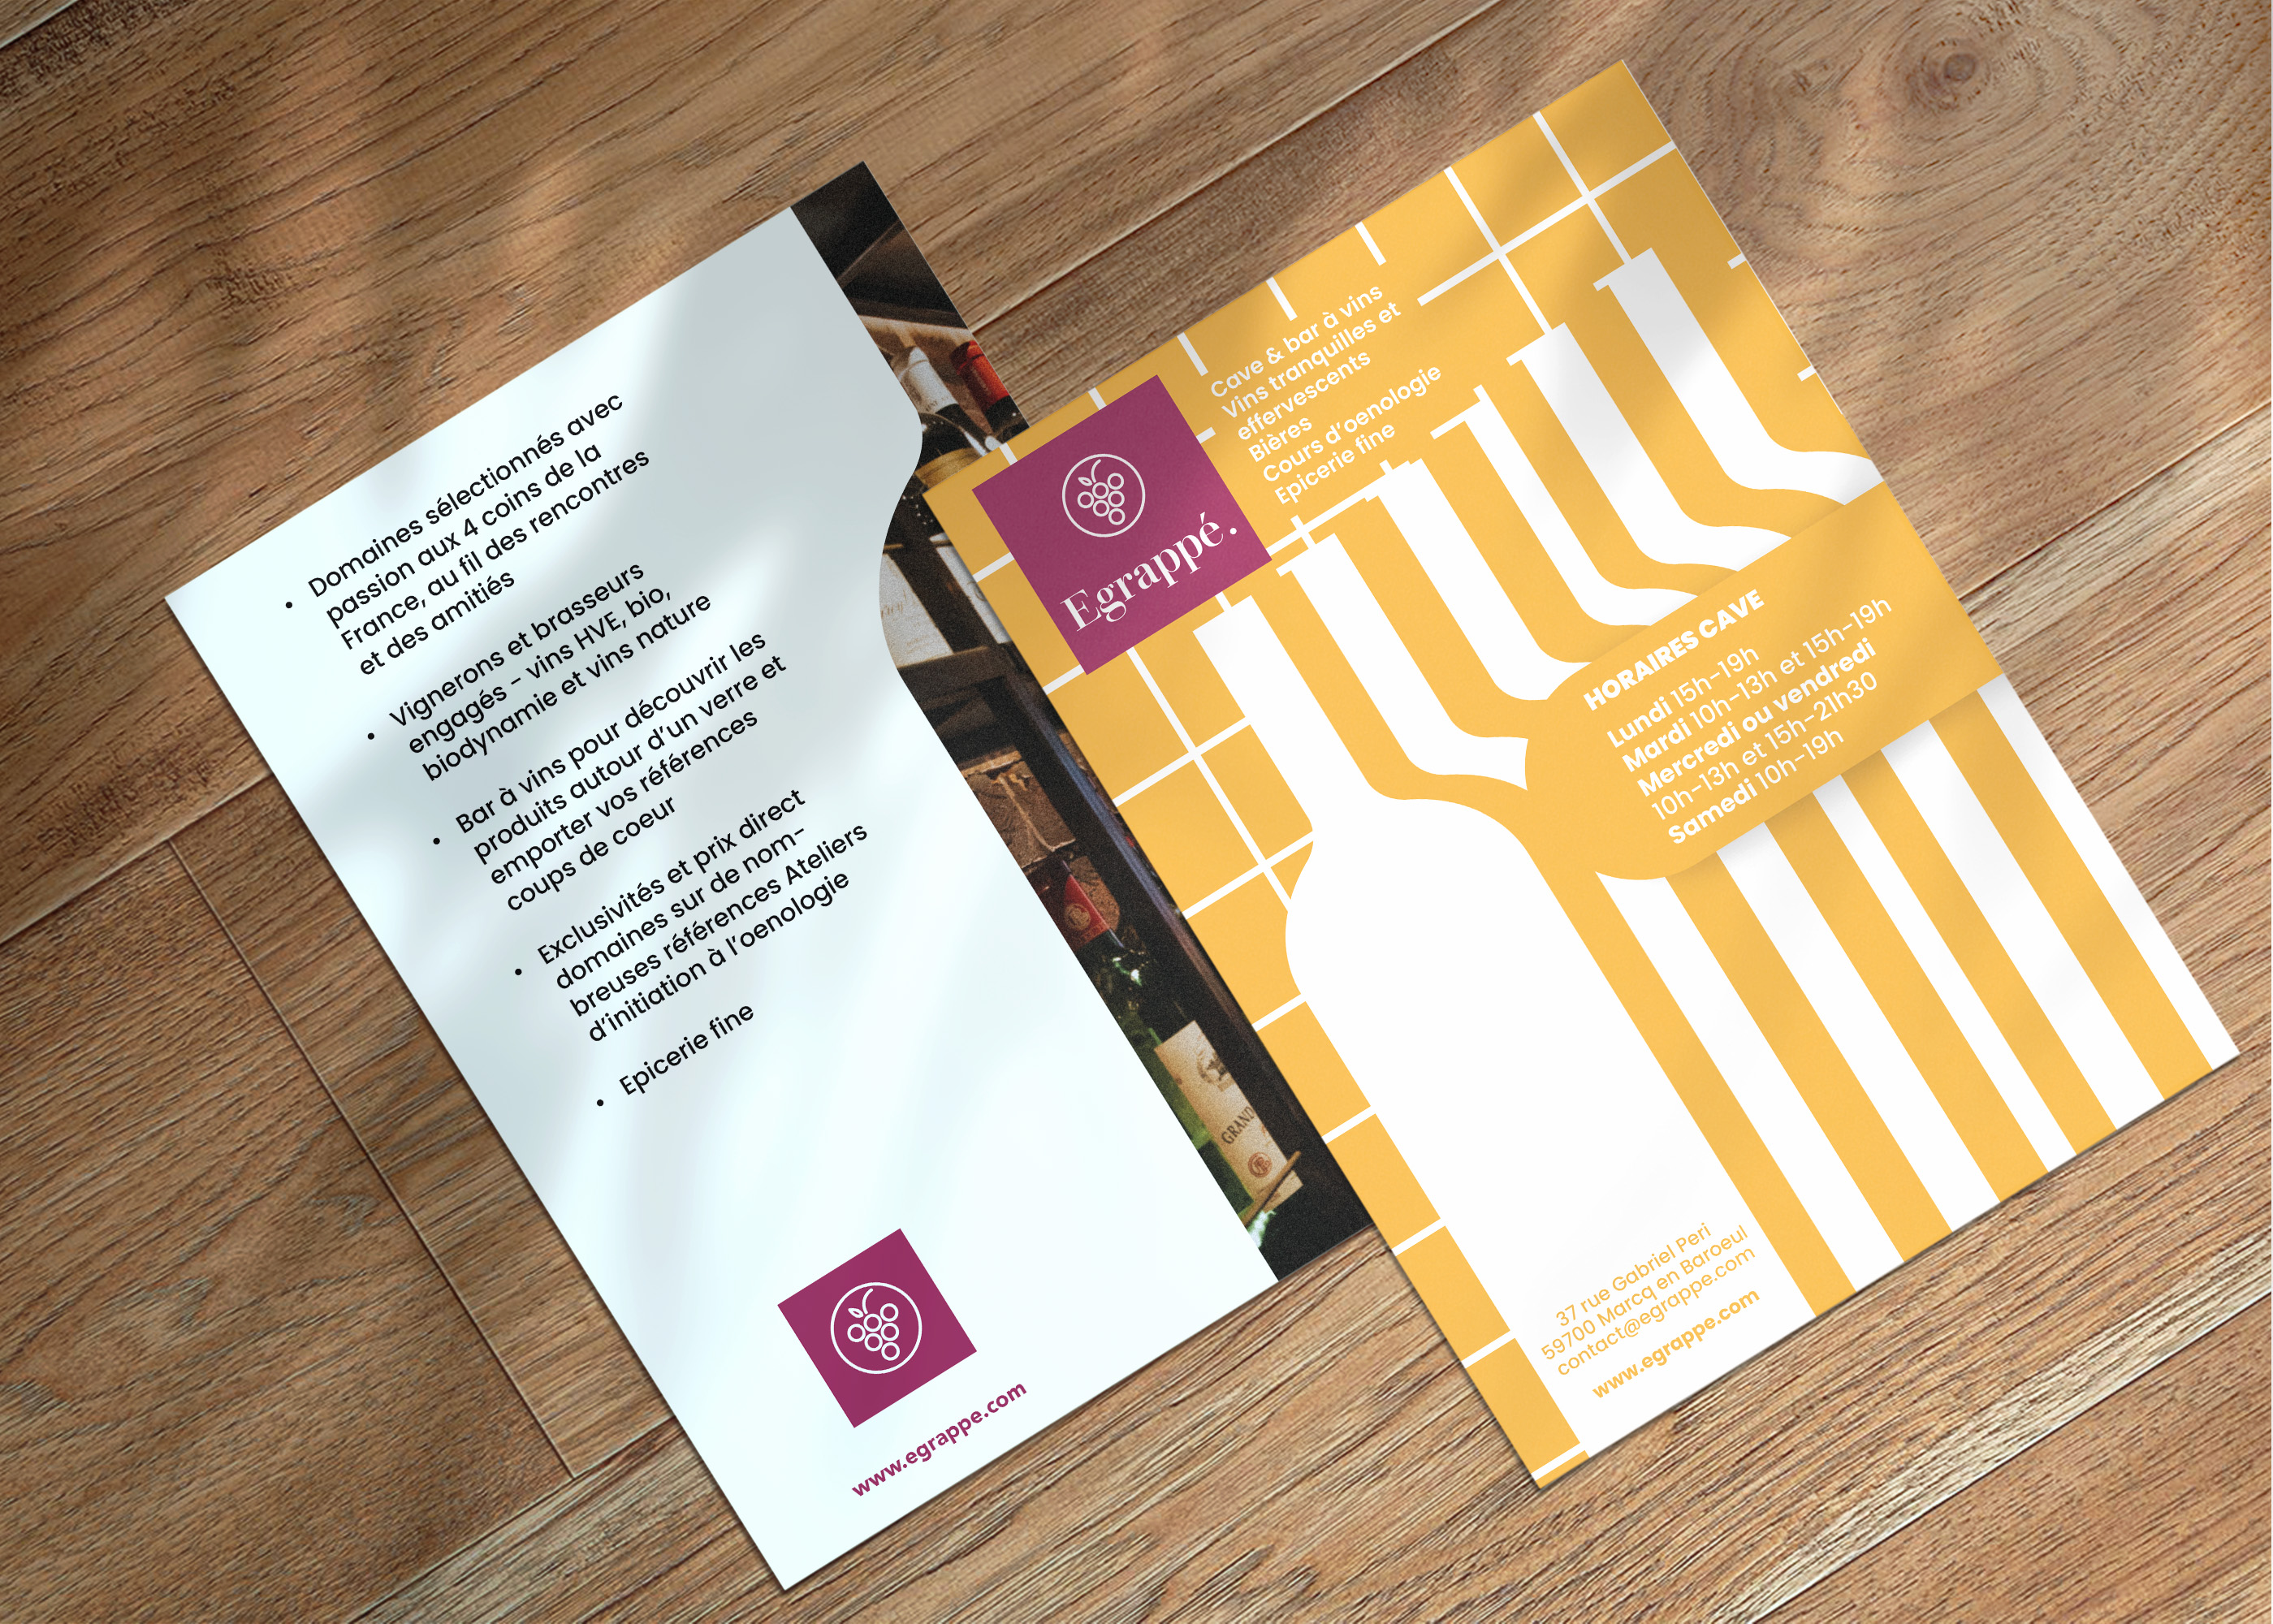 • Domaines sélectionnés avec
passion aux 4 coins de la
France, au fil des rencontres
et des amitiés
• Vignerons et brasseurs
engagés - vins HVE, bio,
biodynamie et vins nature
• Bar à vins pour découvrir les
produits autour d'un verre et
emporter vos références
coups de coeur
• Exclusivités et prix direct
domaines sur de nom-
breuses références Ateliers
d'initiation à l'oenologie
• Epicerie fine
www.egrappe.com
GRAND
Egrappé.
Cave & bar à vins
Vins tranquilles et
effervescents
Bières
Cours d'oenologie
Epicerie fine
HORAIRES CAVE
Lundi 15h-19h
Mardi 10h-13h et 15h-19h
Mercredi ou vendredi
10h-13h et 15h-21h30
Samedi 10h-19h
37 rue Gabriel Peri
59700 Marcq en Baroeul
contact@egrappe.com
www.egrappe.com